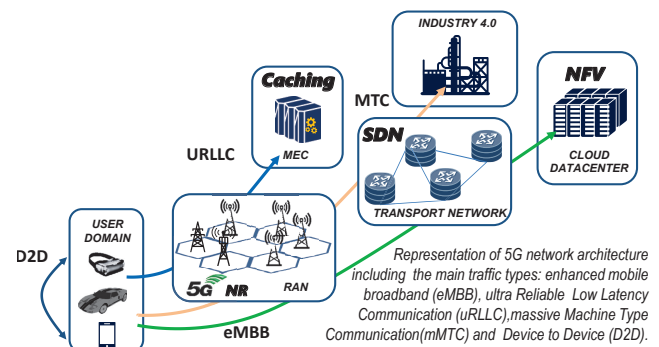 INDUSTRY 4.0
Caching
MEC
MTC
NFV
CLOUD
DATACENTER
URLLC
SDN
TRANSPORT NETWORK
USER
DOMAIN
D2D
5G NR RAN
eMBB
Representation of 5G network architecture
including the main traffic types: enhanced mobile
broadband (eMBB), ultra Reliable Low Latency
Communication (uRLLC),massive Machine Type
Communication(mMTC) and Device to Device (D2D).